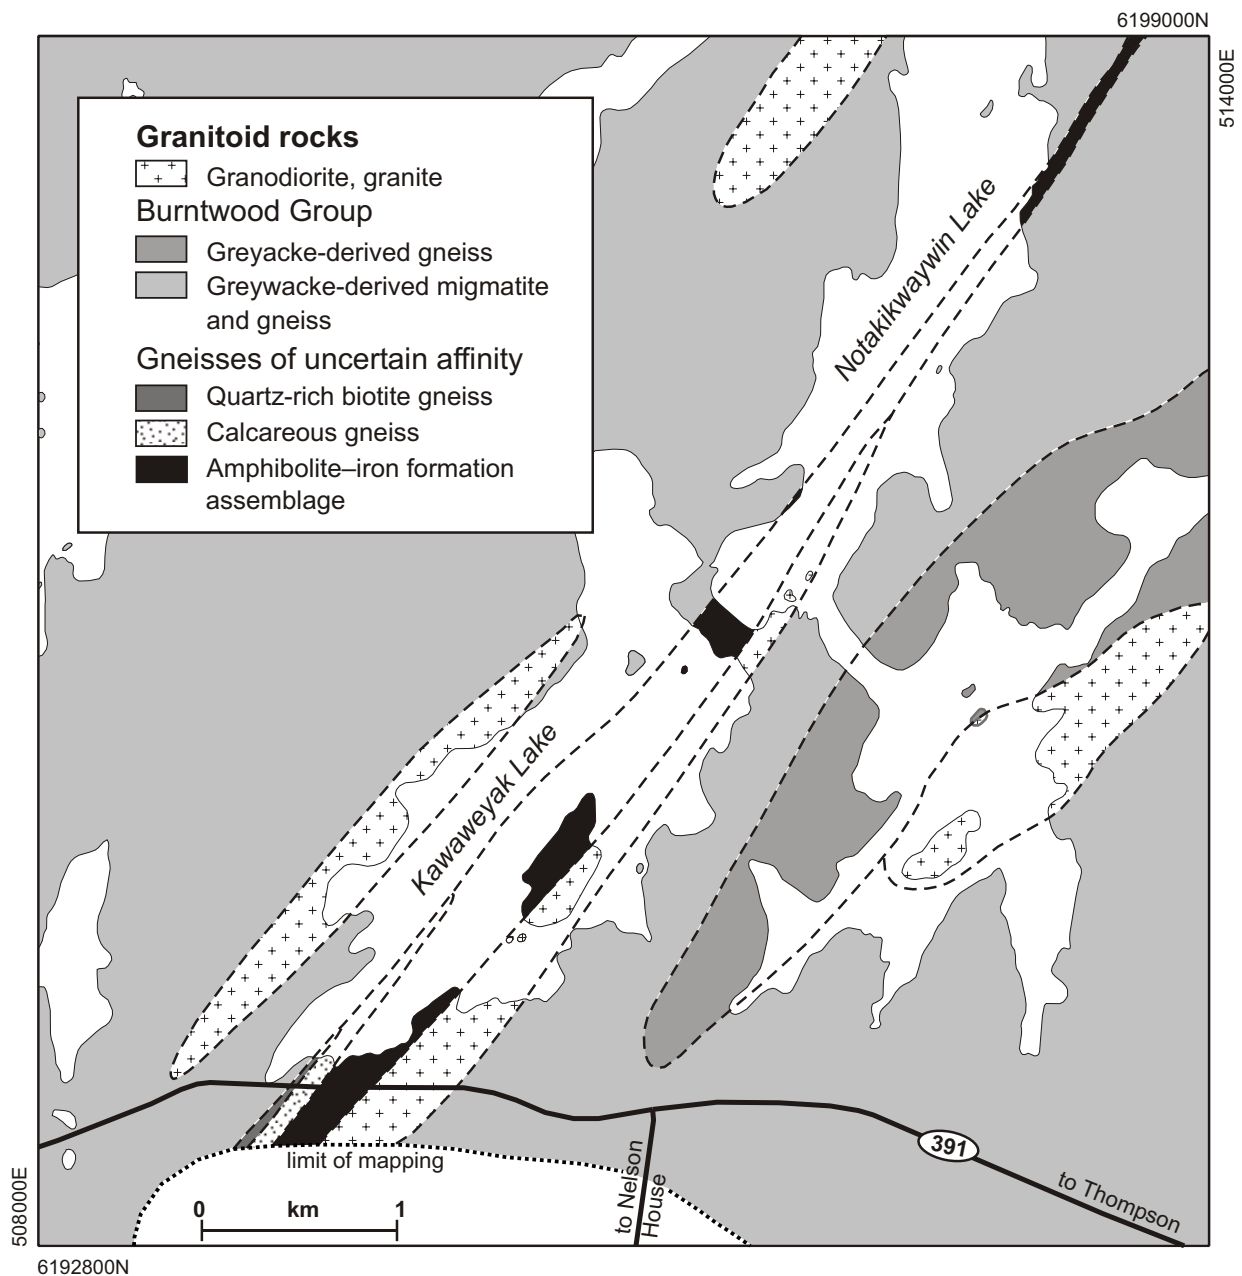 6199000N
514000E
Granitoid rocks
Granodiorite, granite
Burntwood Group
Greyacke-derived gneiss
Greywacke-derived migmatite
and gneiss
Gneisses of uncertain affinity
Quartz-rich biotite gneiss
Calcareous gneiss
Amphibolite–iron formation
assemblage
Notakikwaywin Lake
Kawaweyak Lake
limit of mapping
0 km 1
to Nelson
House
391
to Thompson
508000E
6192800N